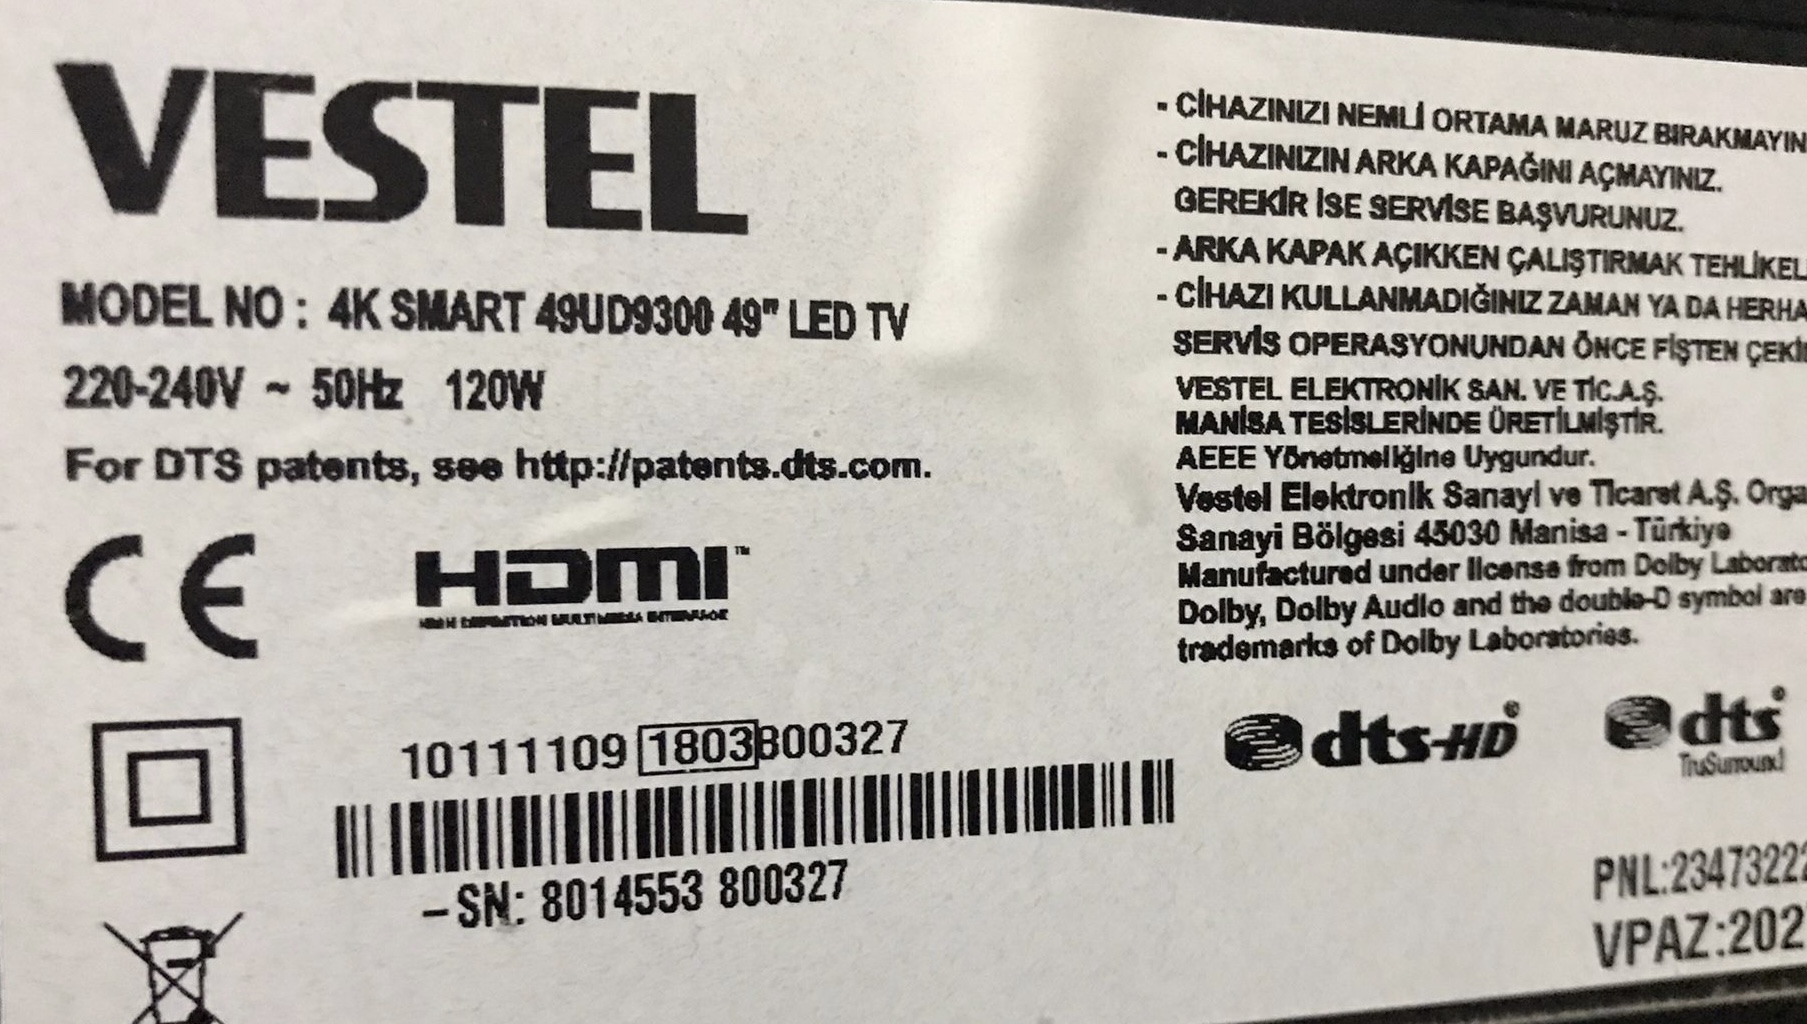 VESTEL
MODEL NO : 4K SMART 49UD9300 49" LED TV
220-240V ~ 50Hz 120W
For DTS patents, see http://patents.dts.com.
CE
HDMI™
HIGH DEFINITION MULTIMEDIA INTERFACE
10111109 1803 800327
-SN: 8014553 800327
- CİHAZINIZI NEMLİ ORTAMA MARUZ BIRAKMAYIN
- CİHAZINIZIN ARKA KAPAĞINI AÇMAYINIZ.
GEREKİR İSE SERVİSE BAŞVURUNUZ.
- ARKA KAPAK AÇIKKEN ÇALIŞTIRMAK TEHLİKEL
- CİHAZI KULLANMADIĞINIZ ZAMAN YA DA HERHA
SERVİS OPERASYONUNDAN ÖNCE FİŞTEN ÇEKİ
VESTEL ELEKTRONİK SAN. VE TİC.A.Ş.
MANİSA TESİSLERİNDE ÜRETİLMİŞTİR.
AEEE Yönetmeliğine Uygundur.
Vestel Elektronik Sanayi ve Ticaret A.Ş. Orga
Sanayi Bölgesi 45030 Manisa - Türkiye
Manufactured under license from Dolby Laborato
Dolby, Dolby Audio and the double-D symbol are
trademarks of Dolby Laboratories.
dts-HD®
dts®
TruSurround
PNL:23473222
VPAZ:202